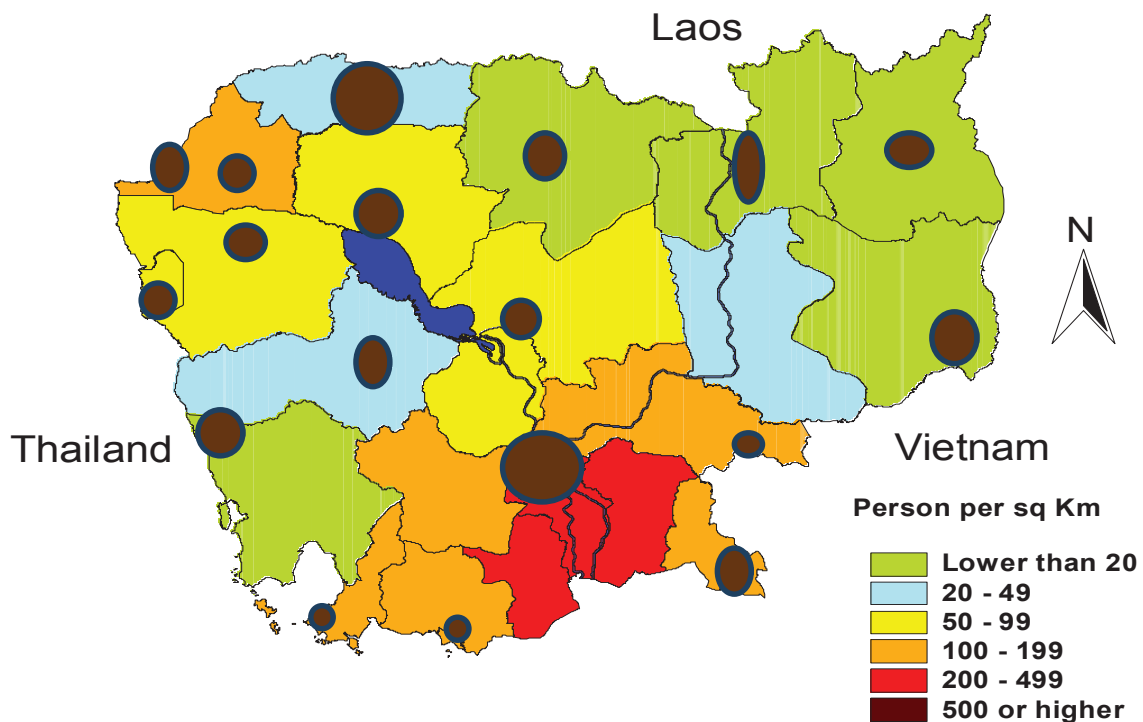 Laos
N
Thailand
Vietnam
Person per sq Km
Lower than 20
20 - 49
50 - 99
100 - 199
200 - 499
500 or higher